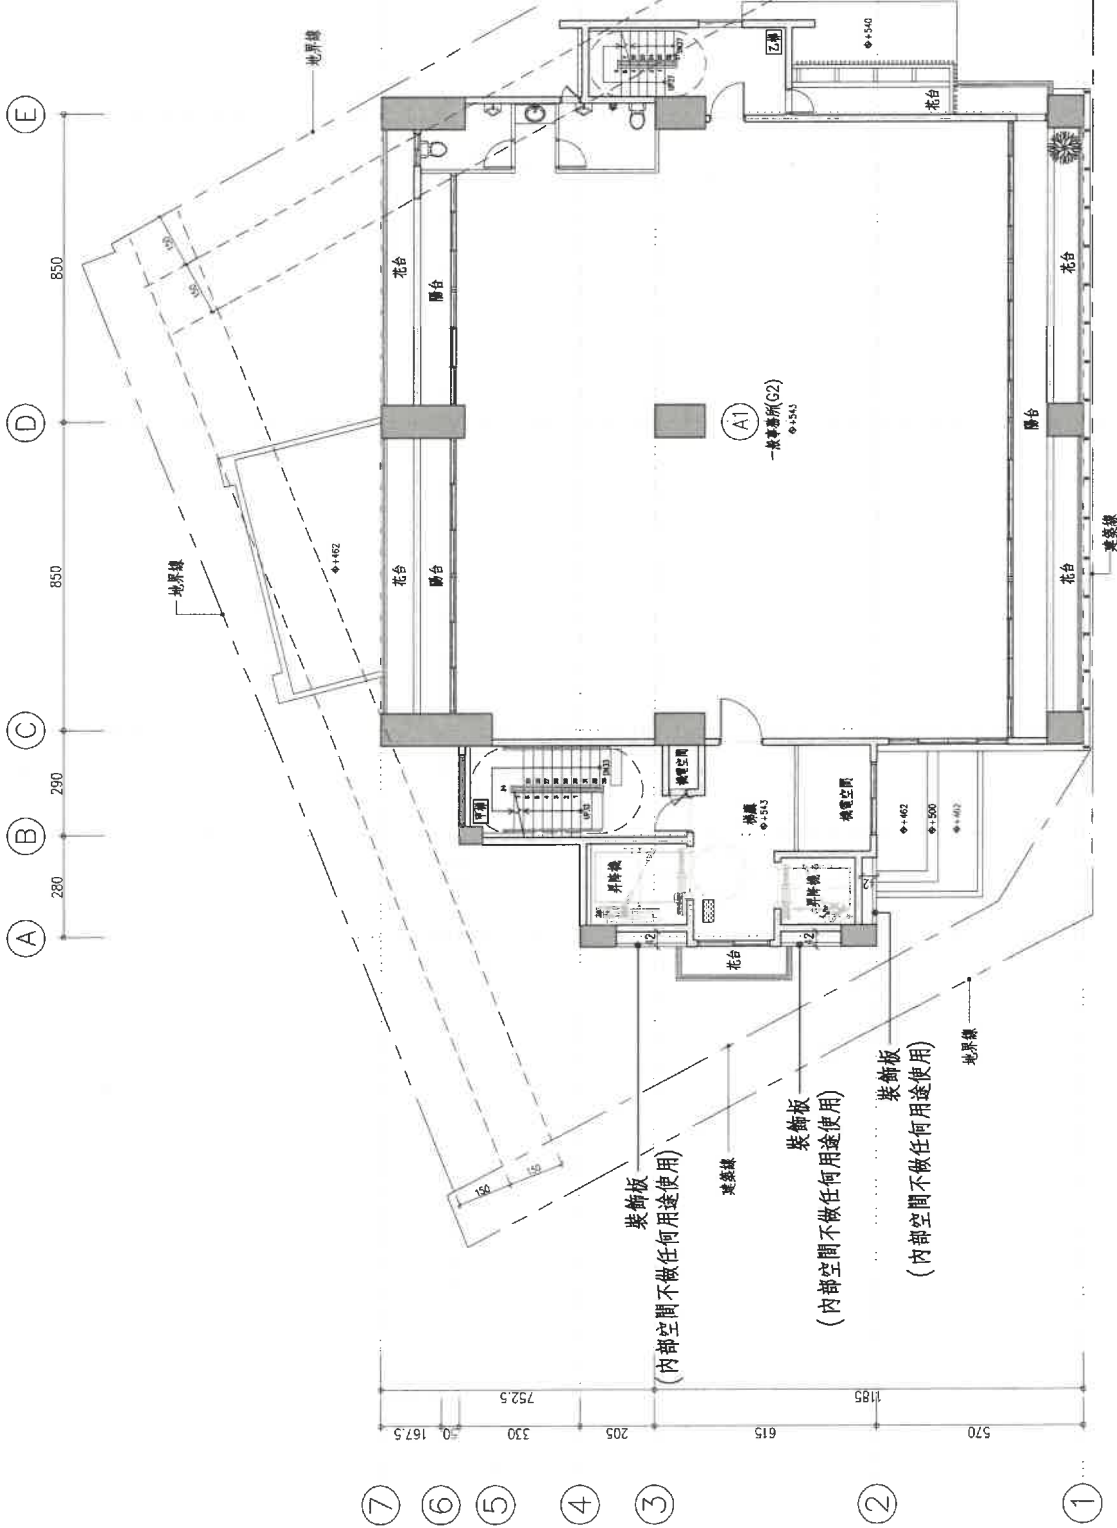 E
D
C
B
A
850
850
290
280
地界線
地界線
150
150
ⴲ+540
乙梯
花台
花台
陽台
花台
陽台
ⴲ+462
A1
一般事務所(G2)
ⴲ+543
陽台
花台
花台
建築線
甲梯
機電空間
梯廳
ⴲ+543
機電空間
昇降機
昇降機
ⴲ+462
ⴲ+500
ⴲ+462
42
42
花台
裝飾板
(內部空間不做任何用途使用)
裝飾板
(內部空間不做任何用途使用)
裝飾板
(內部空間不做任何用途使用)
地界線
建築線
150
150
752.5
1185
167.5
50
330
205
615
570
7
6
5
4
3
2
1